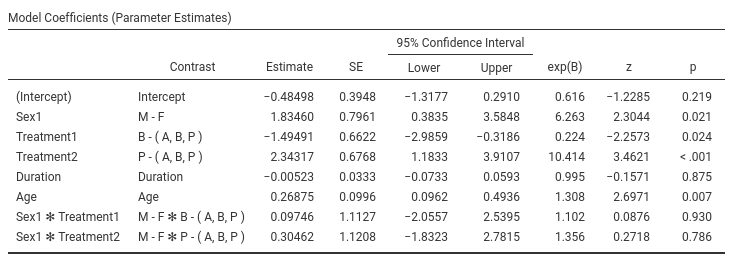 Model Coefficients (Parameter Estimates)
95% Confidence Interval
Contrast Estimate SE Lower Upper exp(B) z p
(Intercept) Intercept −0.48498 0.3948 −1.3177 0.2910 0.616 −1.2285 0.219
Sex1 M - F 1.83460 0.7961 0.3835 3.5848 6.263 2.3044 0.021
Treatment1 B - ( A, B, P ) −1.49491 0.6622 −2.9859 −0.3186 0.224 −2.2573 0.024
Treatment2 P - ( A, B, P ) 2.34317 0.6768 1.1833 3.9107 10.414 3.4621 < .001
Duration Duration −0.00523 0.0333 −0.0733 0.0593 0.995 −0.1571 0.875
Age Age 0.26875 0.0996 0.0962 0.4936 1.308 2.6971 0.007
Sex1 ✻ Treatment1 M - F ✻ B - ( A, B, P ) 0.09746 1.1127 −2.0557 2.5395 1.102 0.0876 0.930
Sex1 ✻ Treatment2 M - F ✻ P - ( A, B, P ) 0.30462 1.1208 −1.8323 2.7815 1.356 0.2718 0.786